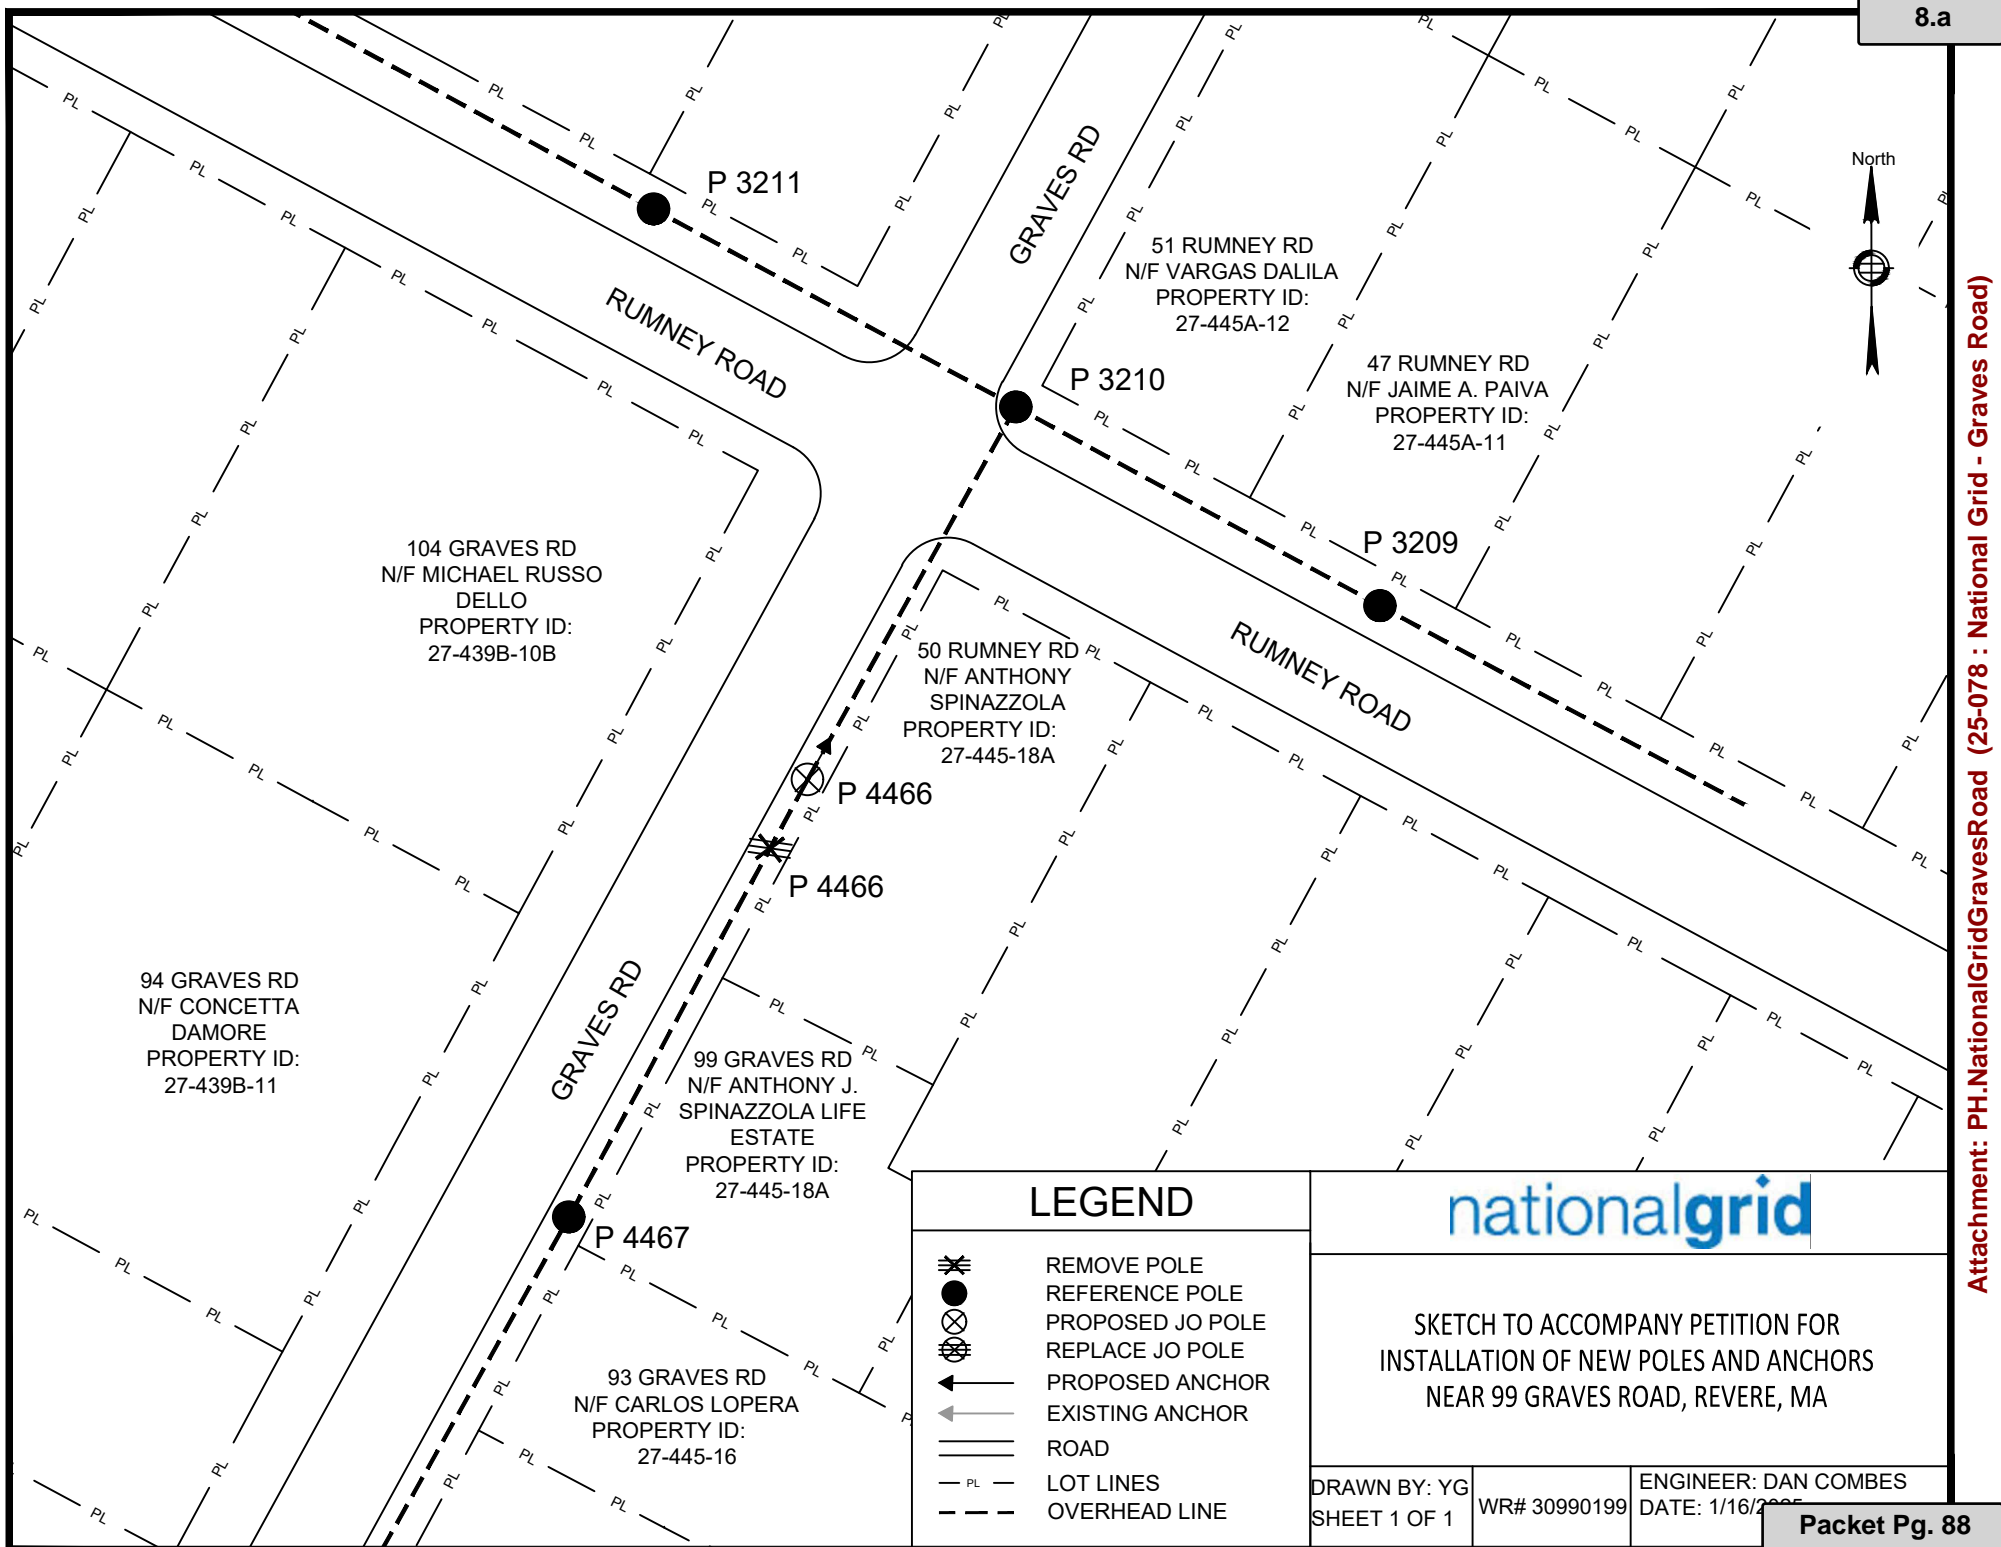 8.a
North
P 3211
GRAVES RD
51 RUMNEY RD
N/F VARGAS DALILA
PROPERTY ID:
27-445A-12
RUMNEY ROAD
P 3210
47 RUMNEY RD
N/F JAIME A. PAIVA
PROPERTY ID:
27-445A-11
104 GRAVES RD
N/F MICHAEL RUSSO
DELLO
PROPERTY ID:
27-439B-10B
P 3209
50 RUMNEY RD
N/F ANTHONY
SPINAZZOLA
PROPERTY ID:
27-445-18A
RUMNEY ROAD
P 4466
P 4466
94 GRAVES RD
N/F CONCETTA
DAMORE
PROPERTY ID:
27-439B-11
GRAVES RD
99 GRAVES RD
N/F ANTHONY J.
SPINAZZOLA LIFE
ESTATE
PROPERTY ID:
27-445-18A
P 4467
93 GRAVES RD
N/F CARLOS LOPERA
PROPERTY ID:
27-445-16
LEGEND
REMOVE POLE
REFERENCE POLE
PROPOSED JO POLE
REPLACE JO POLE
PROPOSED ANCHOR
EXISTING ANCHOR
ROAD
PL LOT LINES
OVERHEAD LINE
nationalgrid
SKETCH TO ACCOMPANY PETITION FOR
INSTALLATION OF NEW POLES AND ANCHORS
NEAR 99 GRAVES ROAD, REVERE, MA
DRAWN BY: YG
SHEET 1 OF 1
WR# 30990199
ENGINEER: DAN COMBES
DATE: 1/16/2025
Packet Pg. 88
Attachment: PH.NationalGridGravesRoad (25-078 : National Grid - Graves Road)